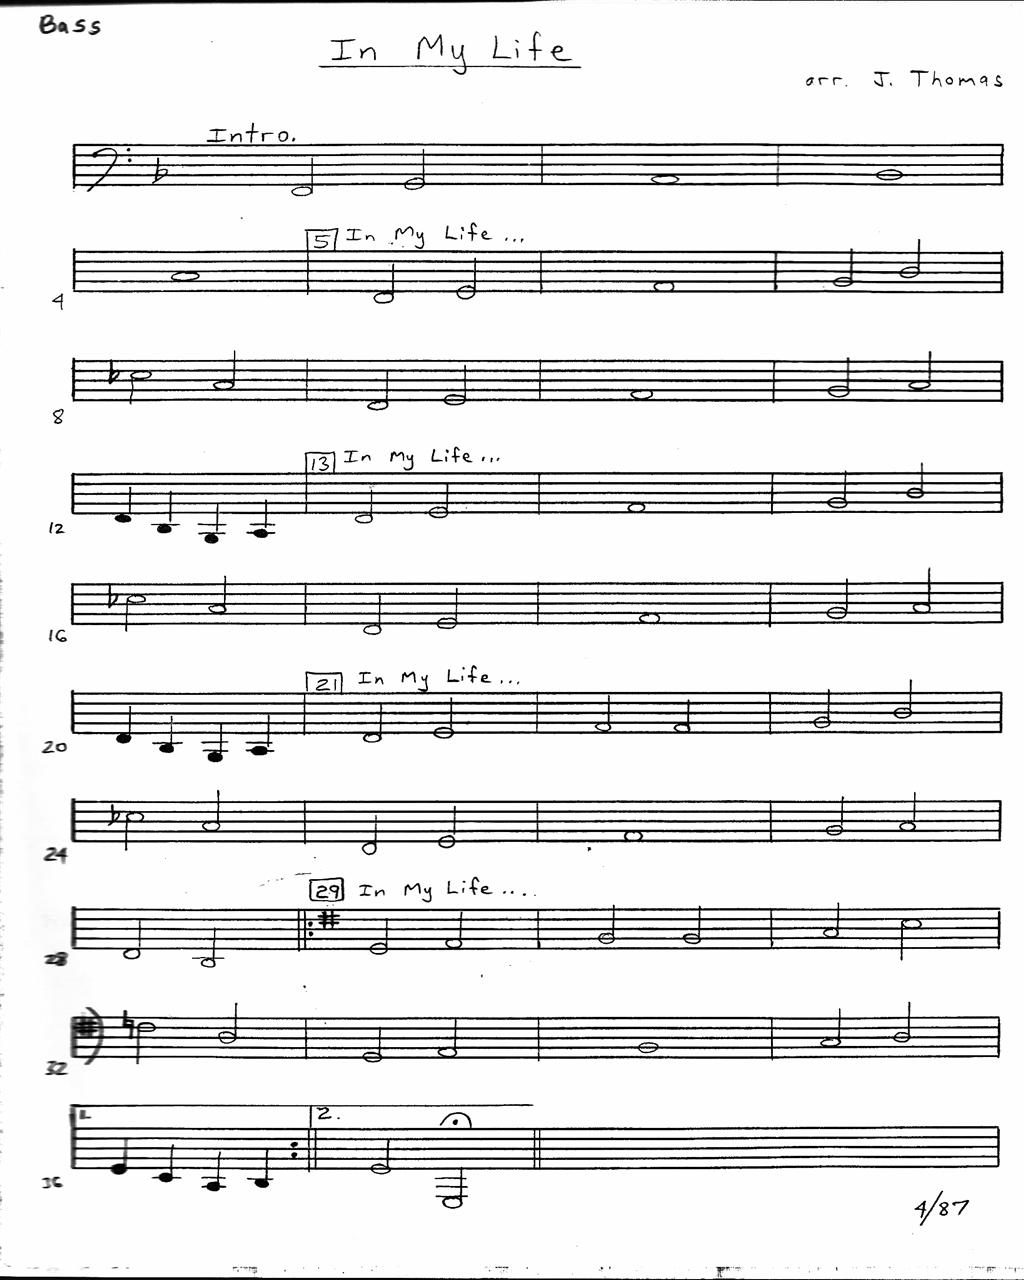 Bass
In My Life
arr. J. Thomas
Intro.
5 In My Life ...
4
8
13 In My Life ...
12
16
21 In My Life ...
20
24
29 In My Life ....
28
32
1. 2.
36
4/87